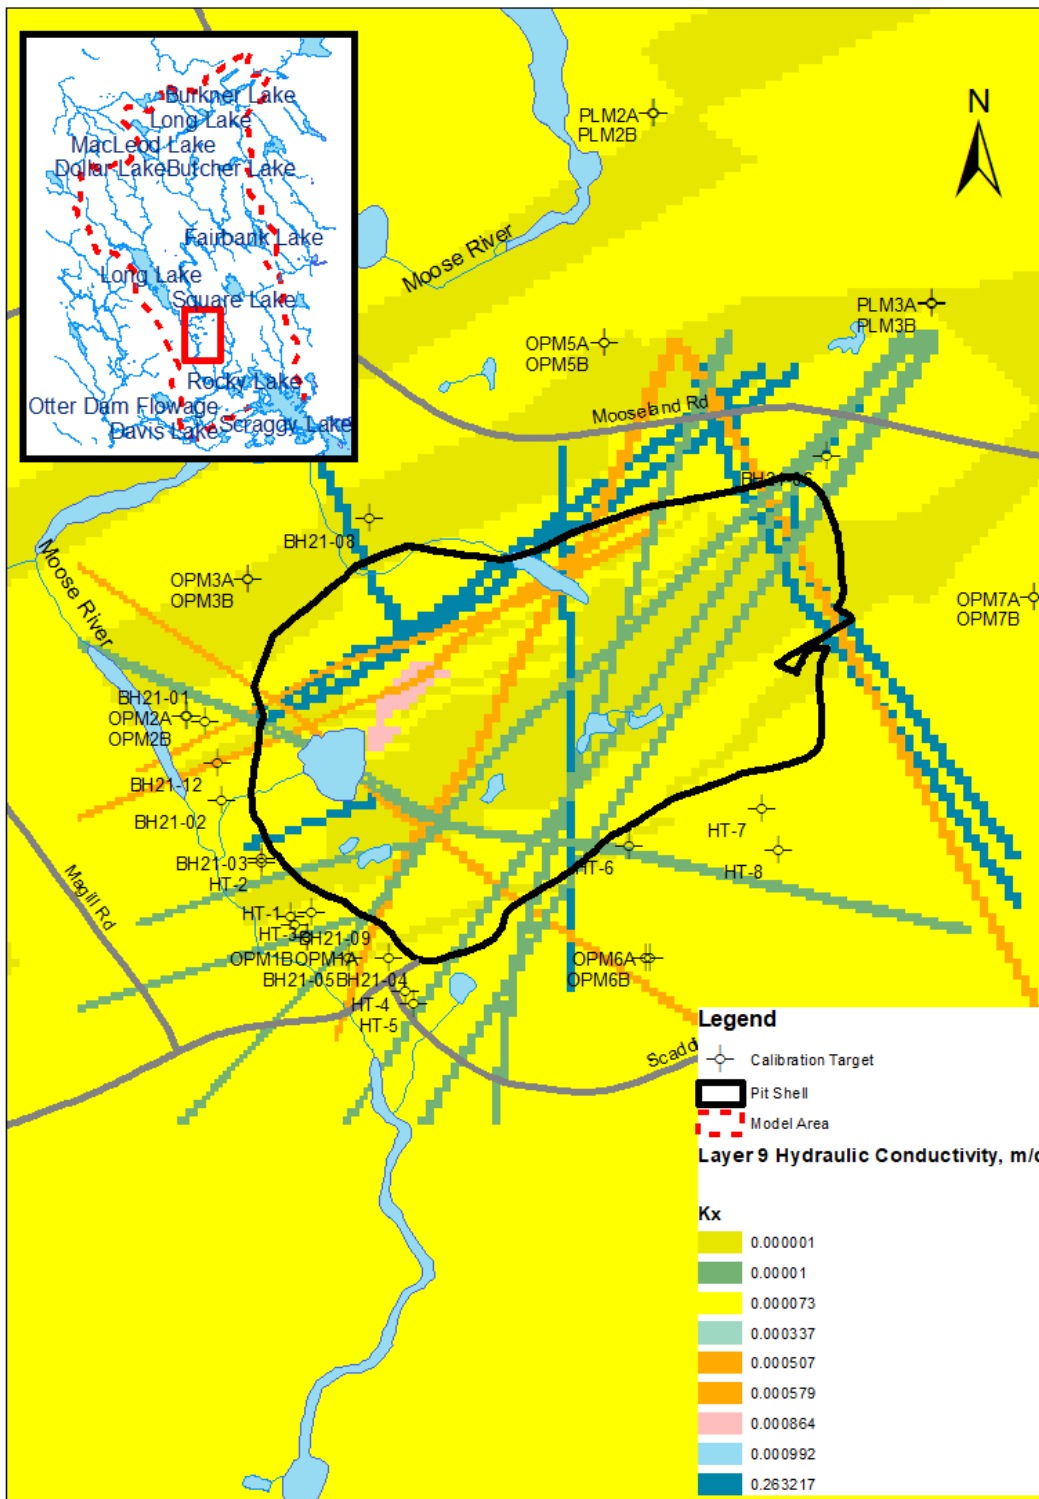 Burkner Lake
Long Lake
MacLeod Lake
Dollar Lake
Butcher Lake
Fairbank Lake
Long Lake
Square Lake
Rocky Lake
Otter Dam Flowage
Scraggy Lake
Davis Lake
N
PLM2A
PLM2B
Moose River
PLM3A
PLM3B
OPM5A
OPM5B
Mooseland Rd
BH21-06
BH21-08
Moose River
OPM3A
OPM3B
OPM7A
OPM7B
BH21-01
OPM2A
OPM2B
BH21-12
BH21-02
HT-7
BH21-03
HT-2
HT-6
HT-8
Magill Rd
HT-1
HT-3
BH21-09
OPM1B
OPM1A
BH21-05
BH21-04
OPM6A
OPM6B
HT-4
HT-5
Scadd
Legend
Calibration Target
Pit Shell
Model Area
Layer 9 Hydraulic Conductivity, m/d
Kx
0.000001
0.00001
0.000073
0.000337
0.000507
0.000579
0.000864
0.000992
0.263217